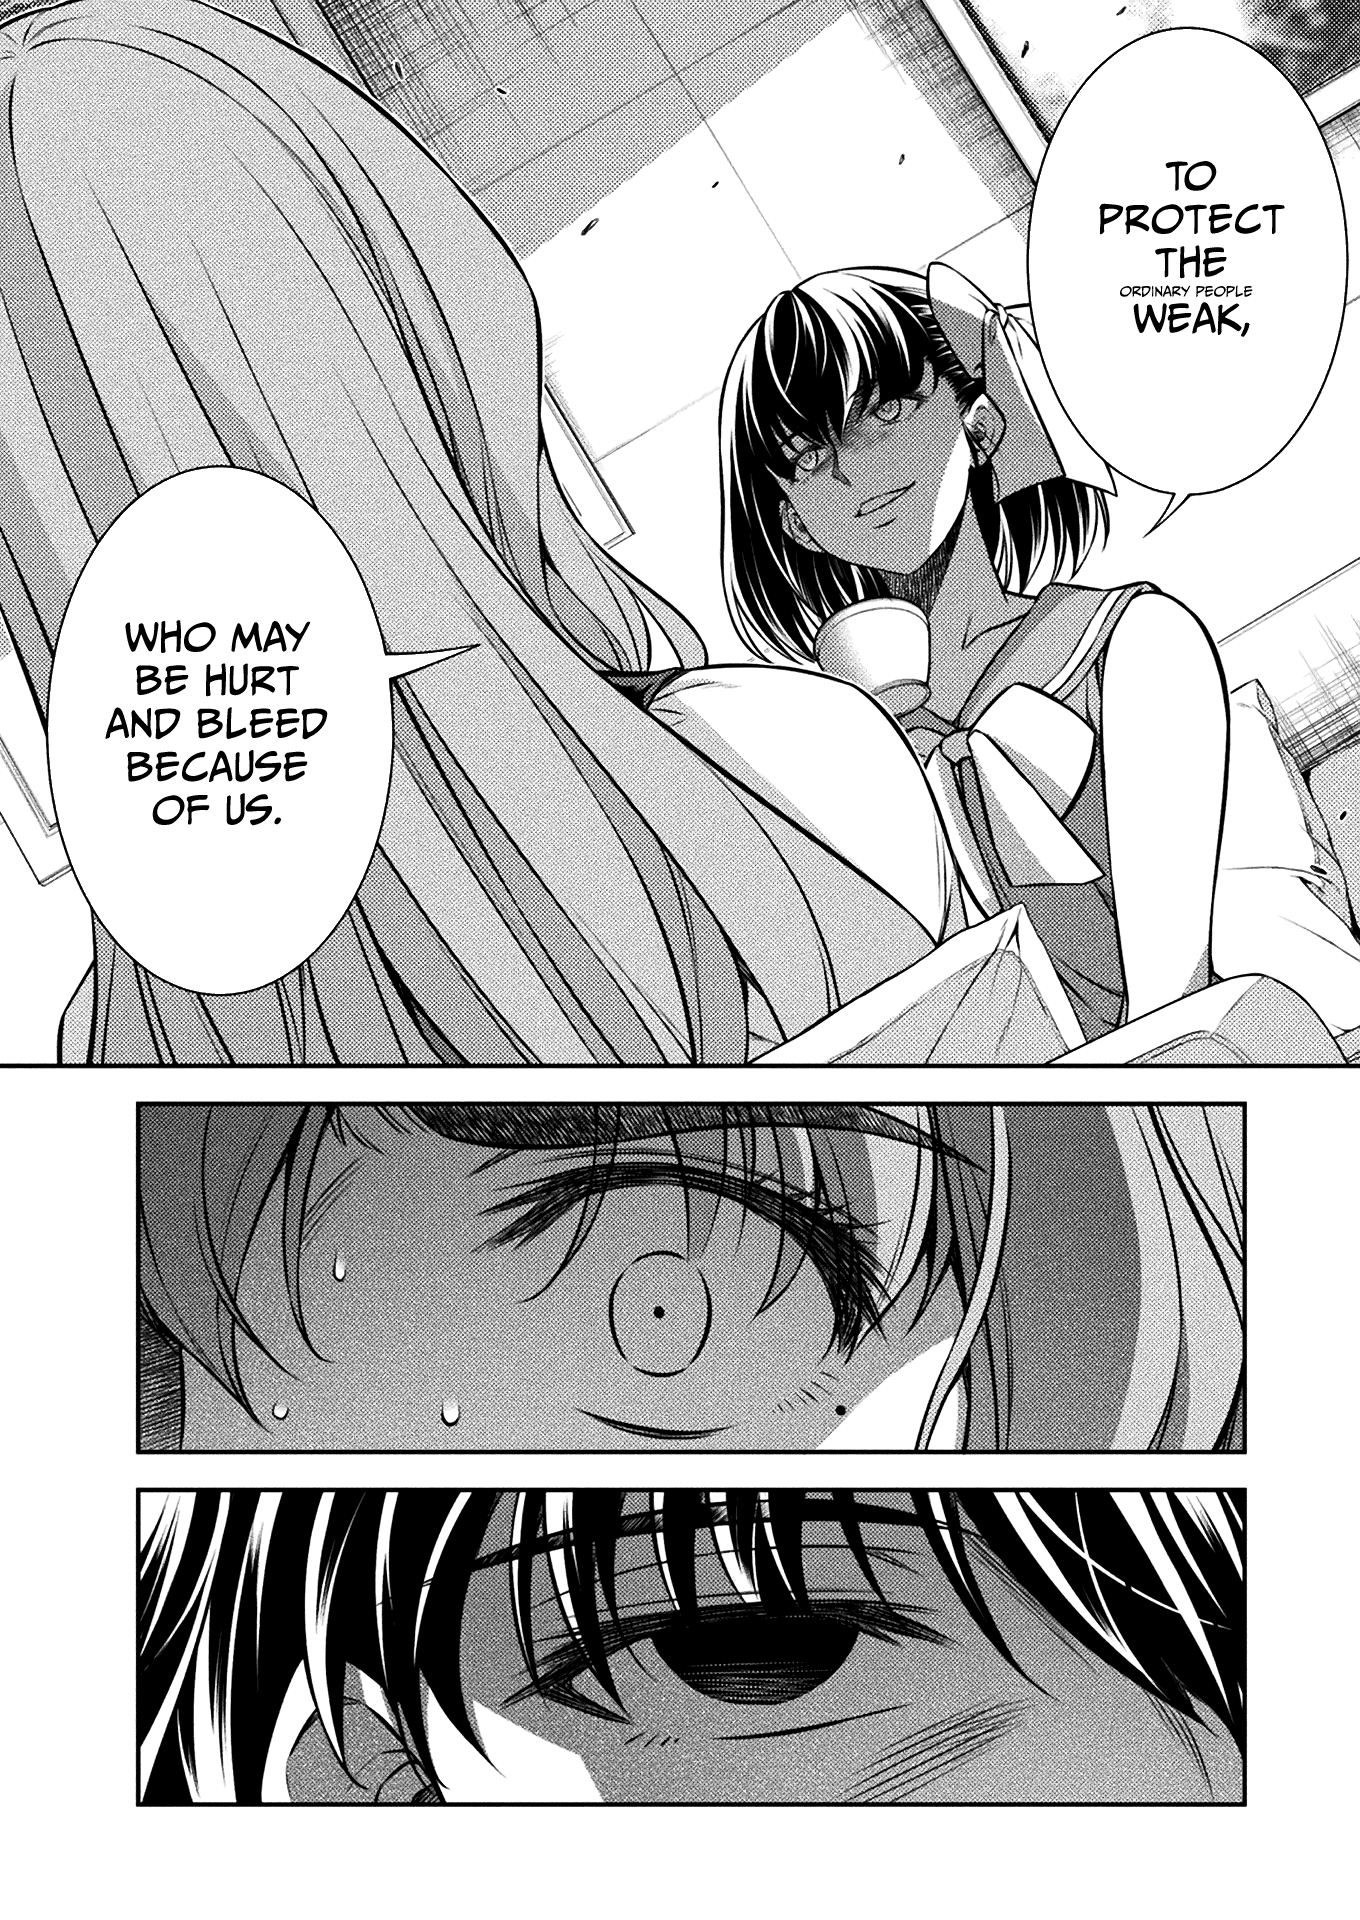 TO
PROTECT
THE
ORDINARY PEOPLE
WEAK,
WHO MAY
BE HURT
AND BLEED
BECAUSE
OF US.